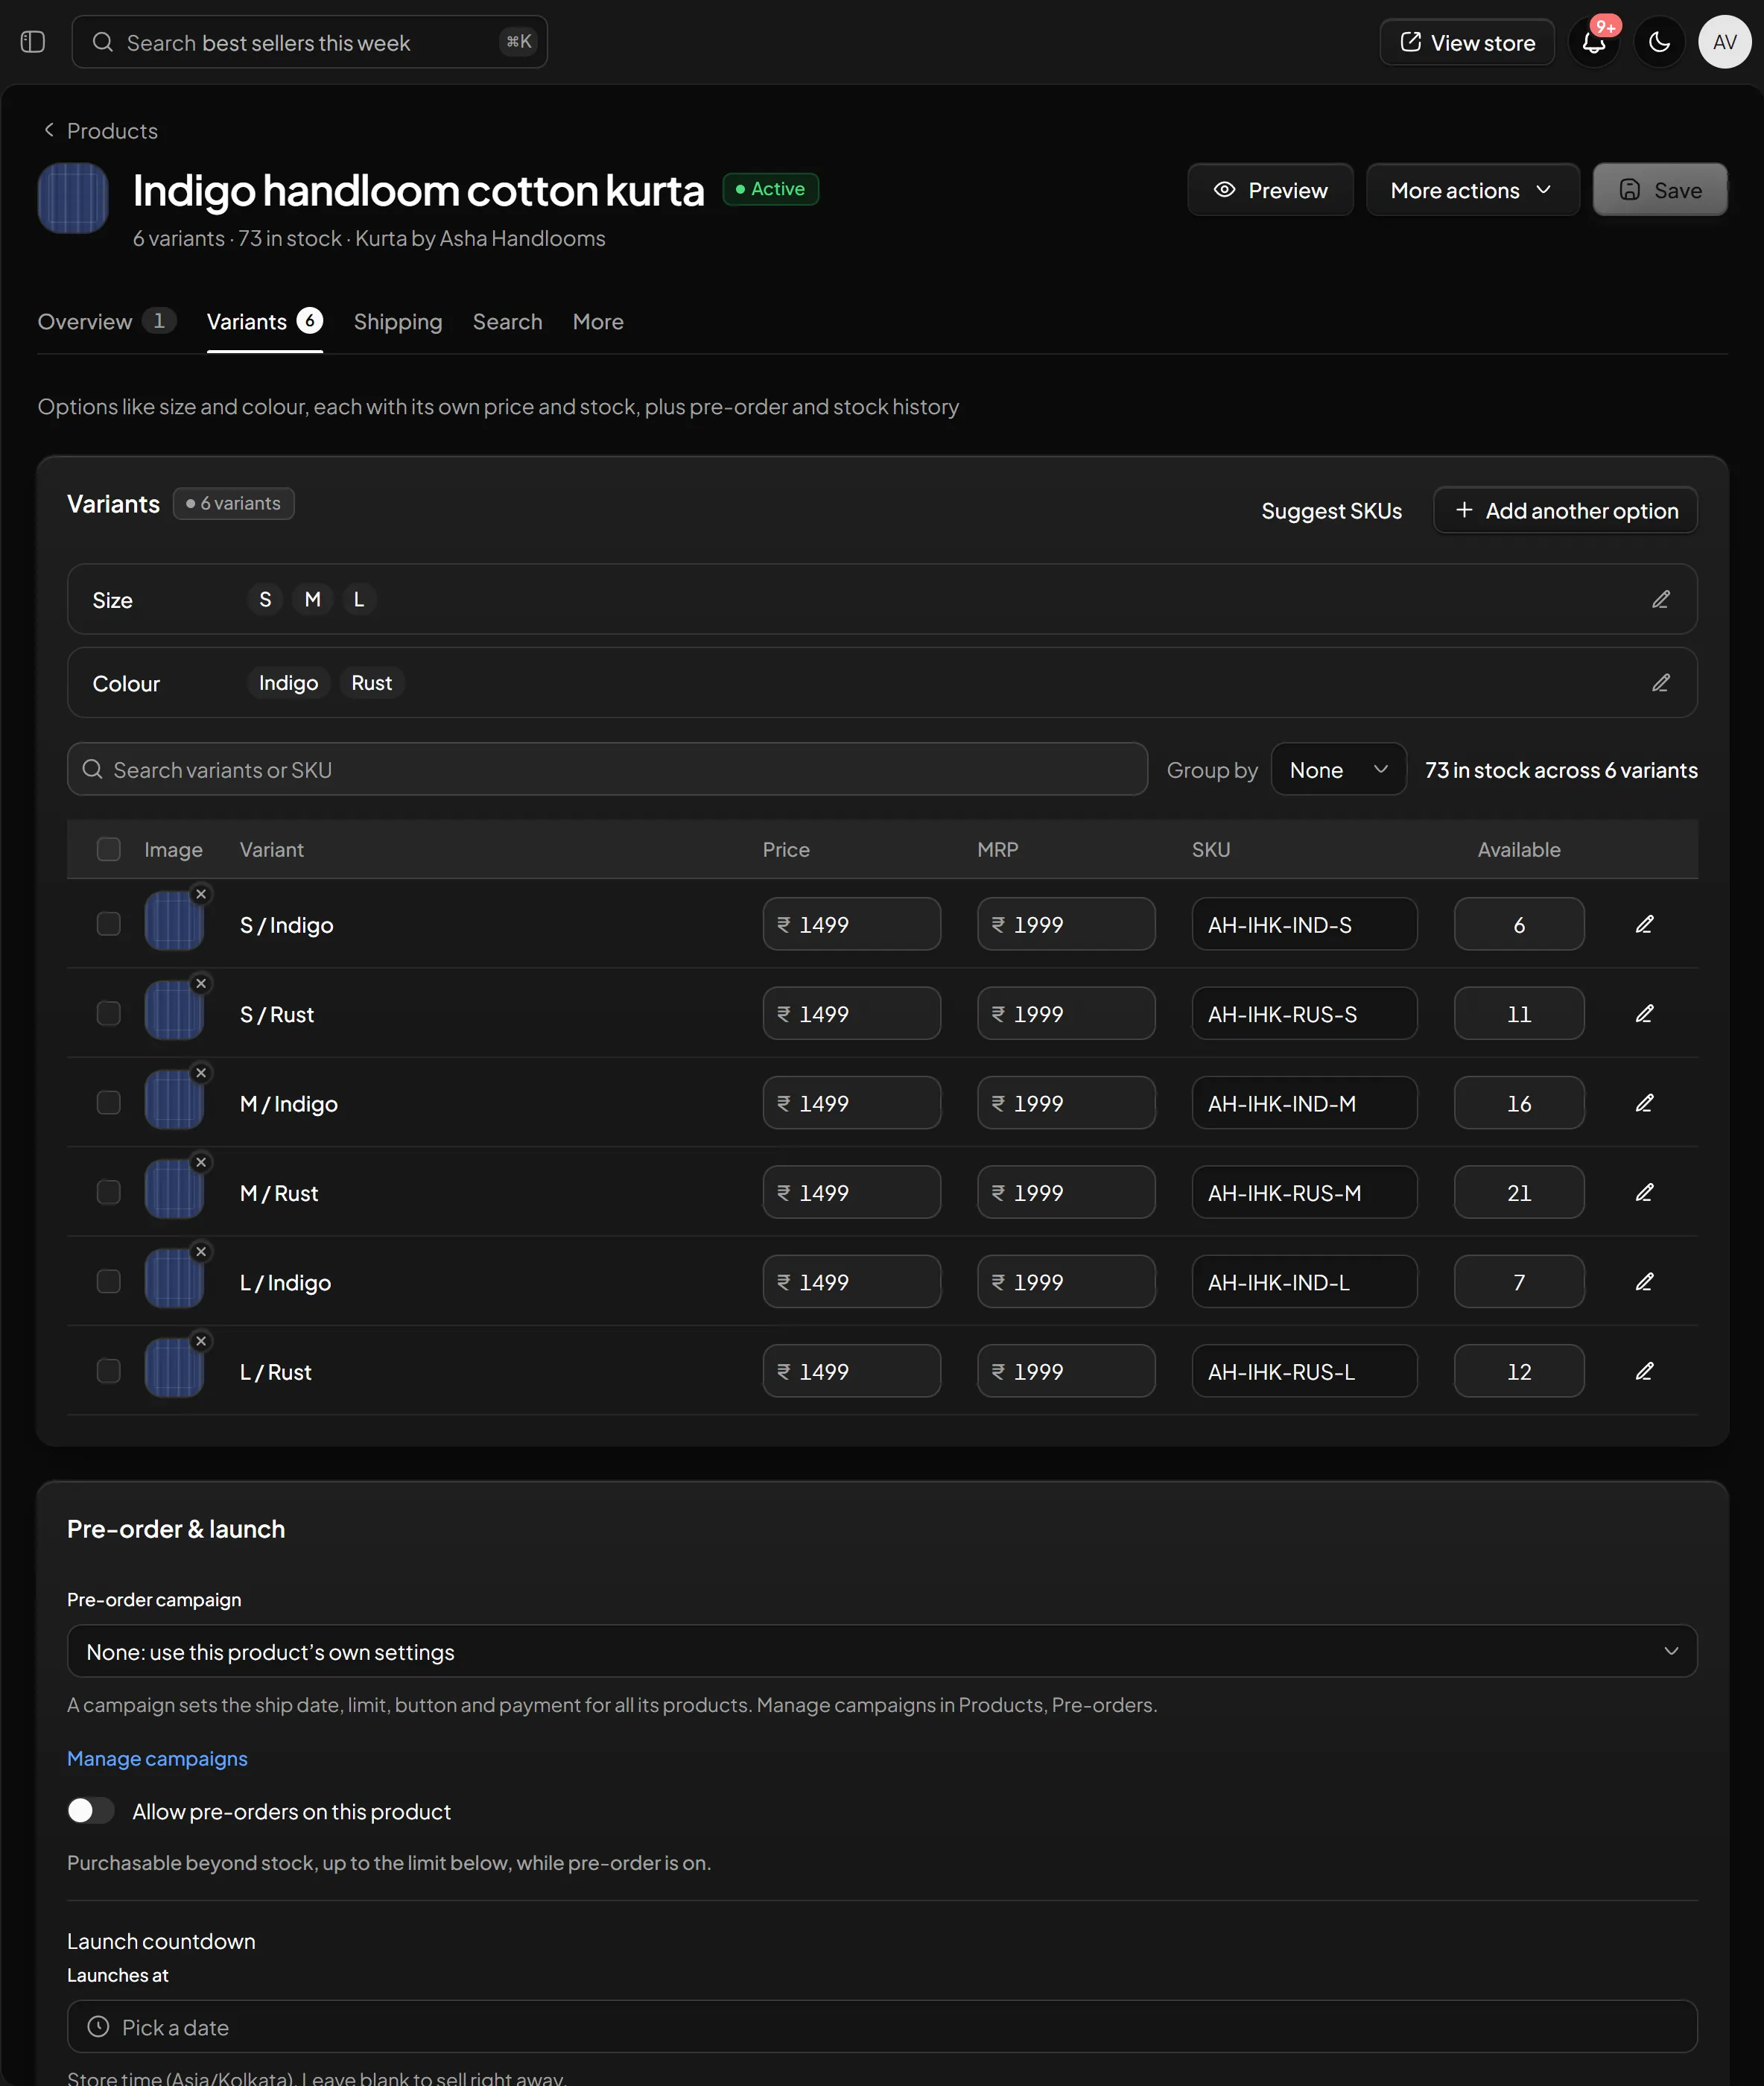 Search best sellers this week ⌘K
View store
9+
AV
Products
Indigo handloom cotton kurta
Active
Preview
More actions
Save
6 variants · 73 in stock · Kurta by Asha Handlooms
Overview 1
Variants 6
Shipping
Search
More
Options like size and colour, each with its own price and stock, plus pre-order and stock history
Variants
6 variants
Suggest SKUs
+ Add another option
Size S M L
Colour Indigo Rust
Search variants or SKU
Group by None
73 in stock across 6 variants
Image Variant Price MRP SKU Available
S / Indigo ₹ 1499 ₹ 1999 AH-IHK-IND-S 6
S / Rust ₹ 1499 ₹ 1999 AH-IHK-RUS-S 11
M / Indigo ₹ 1499 ₹ 1999 AH-IHK-IND-M 16
M / Rust ₹ 1499 ₹ 1999 AH-IHK-RUS-M 21
L / Indigo ₹ 1499 ₹ 1999 AH-IHK-IND-L 7
L / Rust ₹ 1499 ₹ 1999 AH-IHK-RUS-L 12
Pre-order & launch
Pre-order campaign
None: use this product’s own settings
A campaign sets the ship date, limit, button and payment for all its products. Manage campaigns in Products, Pre-orders.
Manage campaigns
Allow pre-orders on this product
Purchasable beyond stock, up to the limit below, while pre-order is on.
Launch countdown
Launches at
Pick a date
Store time (Asia/Kolkata). Leave blank to sell right away.